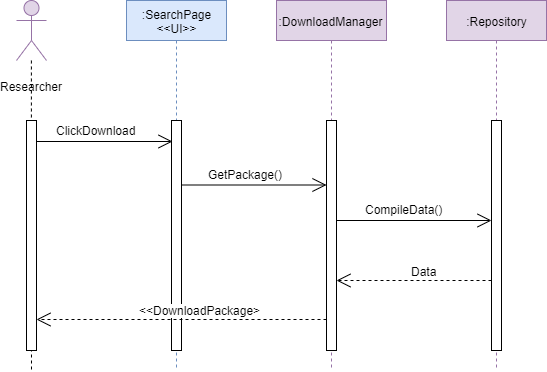 :SearchPage
<<UI>>
:DownloadManager
:Repository
Researcher
ClickDownload
GetPackage()
CompileData()
Data
<<DownloadPackage>